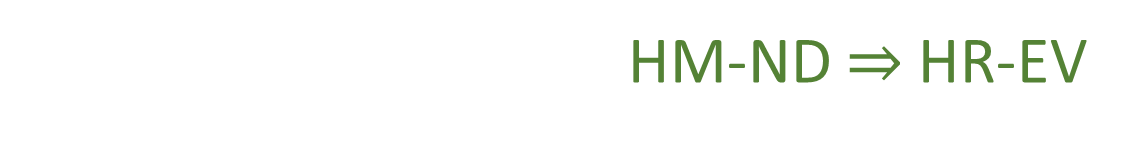 HM-ND ⇒ HR-EV